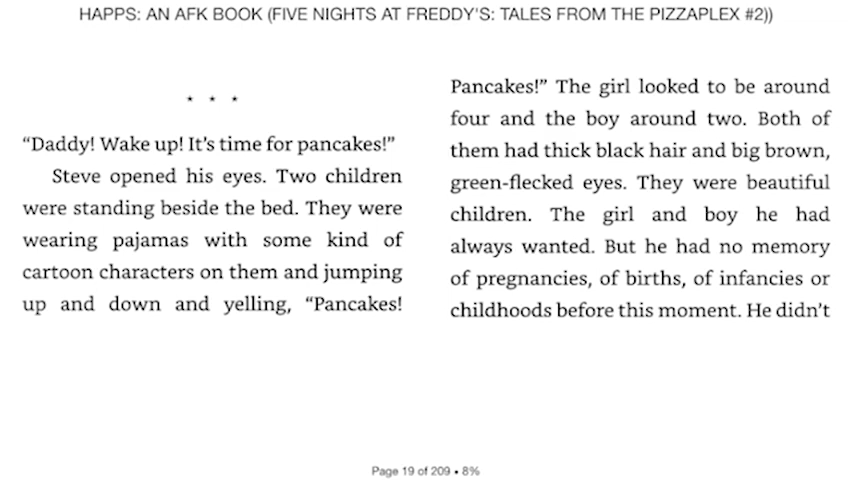 HAPPS: AN AFK BOOK (FIVE NIGHTS AT FREDDY'S: TALES FROM THE PIZZAPLEX #2))
* * *
“Daddy! Wake up! It’s time for pancakes!”
Steve opened his eyes. Two children
were standing beside the bed. They were
wearing pajamas with some kind of
cartoon characters on them and jumping
up and down and yelling, “Pancakes!
Pancakes!” The girl looked to be around
four and the boy around two. Both of
them had thick black hair and big brown,
green-flecked eyes. They were beautiful
children. The girl and boy he had
always wanted. But he had no memory
of pregnancies, of births, of infancies or
childhoods before this moment. He didn’t
Page 19 of 209 • 8%